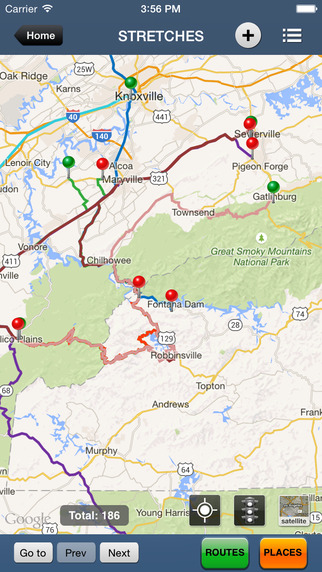 Carrier 3:56 PM
Home STRETCHES +
Oak Ridge 25W
Karns Knoxville
40 441
140 Sevierville
Lenoir City Alcoa
Maryville 321 Pigeon Forge
Gatlinburg
Townsend
Vonore Great Smoky Mountains
National Park
411 Chilhowee
Fontana Dam
74
28
129
Robbinsville
Topton
68 Andrews
Murphy
64
Google Total: 186 satellite
76 Young Harris
Go to Prev Next ROUTES PLACES